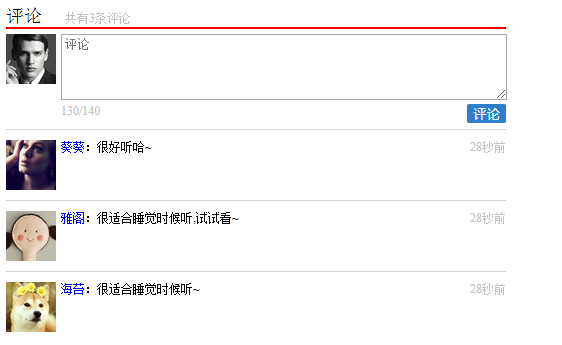 评论 共有3条评论
评论
130/140 评论
葵葵：很好听哈~ 28秒前
雅阁：很适合睡觉时候听,试试看~ 28秒前
海苔：很适合睡觉时候听~ 28秒前